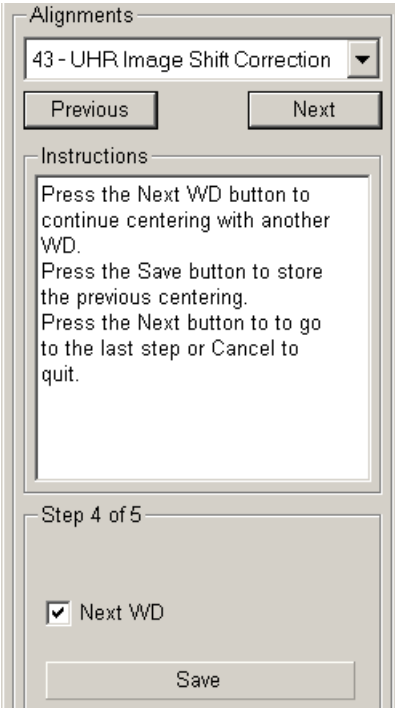 Alignments
43 - UHR Image Shift Correction
Previous Next
Instructions
Press the Next WD button to
continue centering with another
WD.
Press the Save button to store
the previous centering.
Press the Next button to to go
to the last step or Cancel to
quit.
Step 4 of 5
Next WD
Save